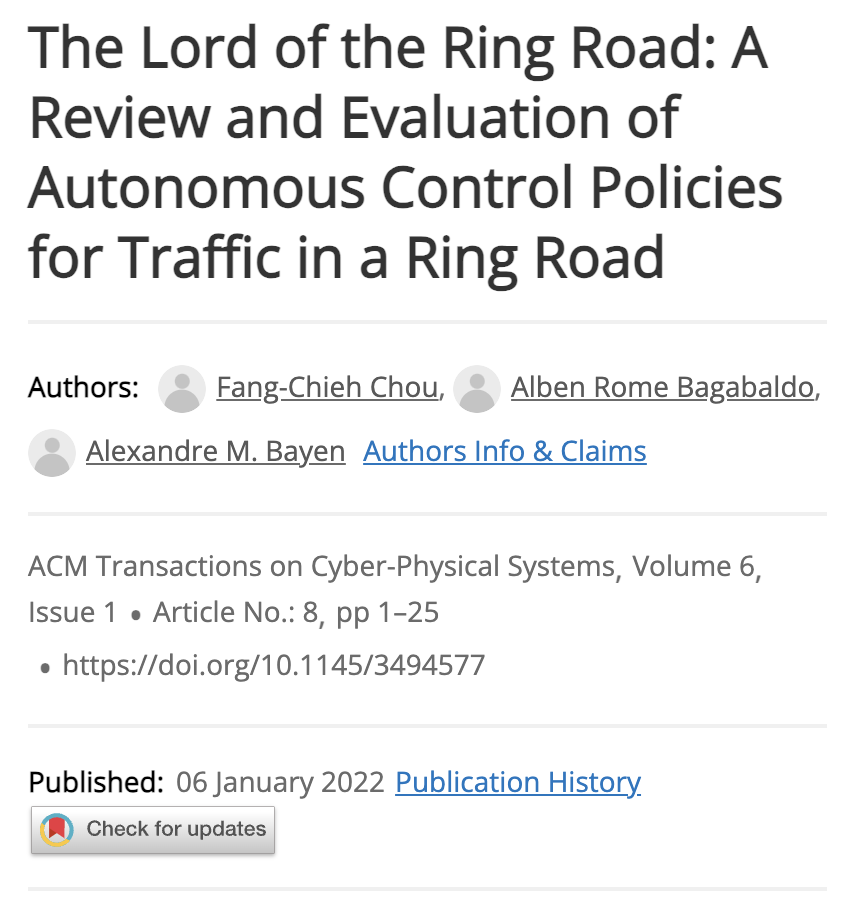 The Lord of the Ring Road: A
Review and Evaluation of
Autonomous Control Policies
for Traffic in a Ring Road
Authors: Fang-Chieh Chou, Alben Rome Bagabaldo,
Alexandre M. Bayen Authors Info & Claims
ACM Transactions on Cyber-Physical Systems, Volume 6,
Issue 1 • Article No.: 8, pp 1–25
• https://doi.org/10.1145/3494577
Published: 06 January 2022 Publication History
Check for updates